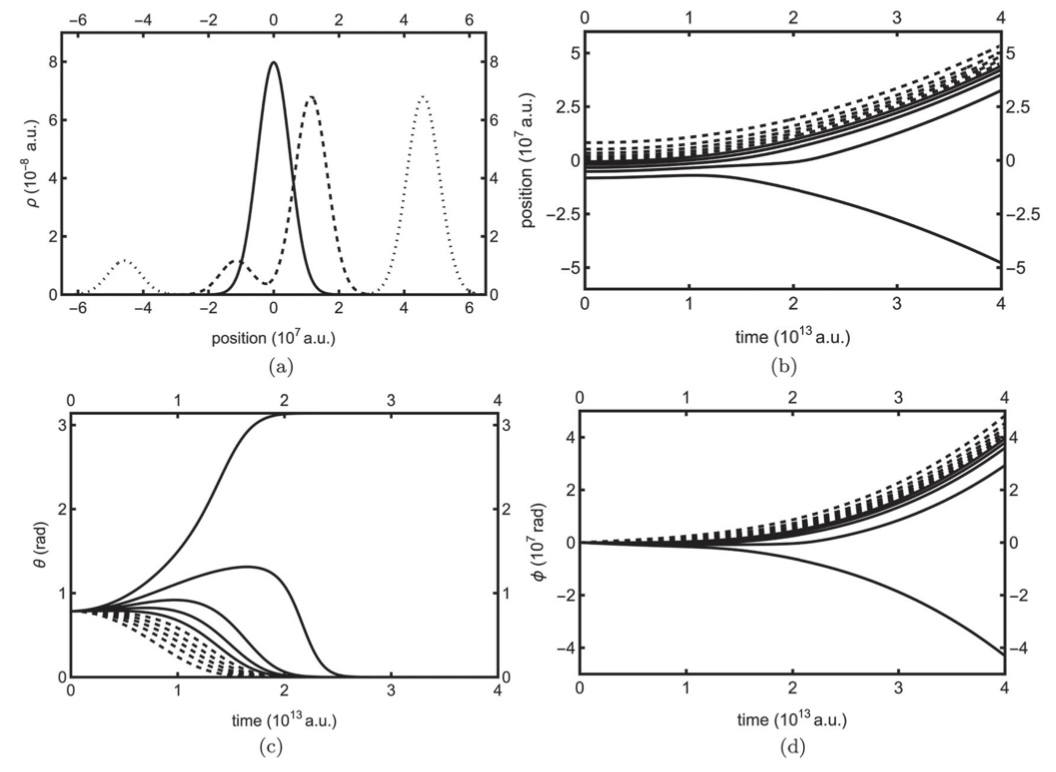 −6 −4 −2 0 2 4 6
8 8
6 6
4 4
2 2
0 0
−6 −4 −2 0 2 4 6
ρ (10⁻⁸ a.u.)
position (10⁷ a.u.)
(a)
0 1 2 3 4
5 5
2.5 2.5
0 0
−2.5 −2.5
−5 −5
0 1 2 3 4
position (10⁷ a.u.)
time (10¹³ a.u.)
(b)
0 1 2 3 4
3 3
2 2
1 1
0 0
0 1 2 3 4
θ (rad)
time (10¹³ a.u.)
(c)
0 1 2 3 4
4 4
2 2
0 0
−2 −2
−4 −4
0 1 2 3 4
ϕ (10⁷ rad)
time (10¹³ a.u.)
(d)